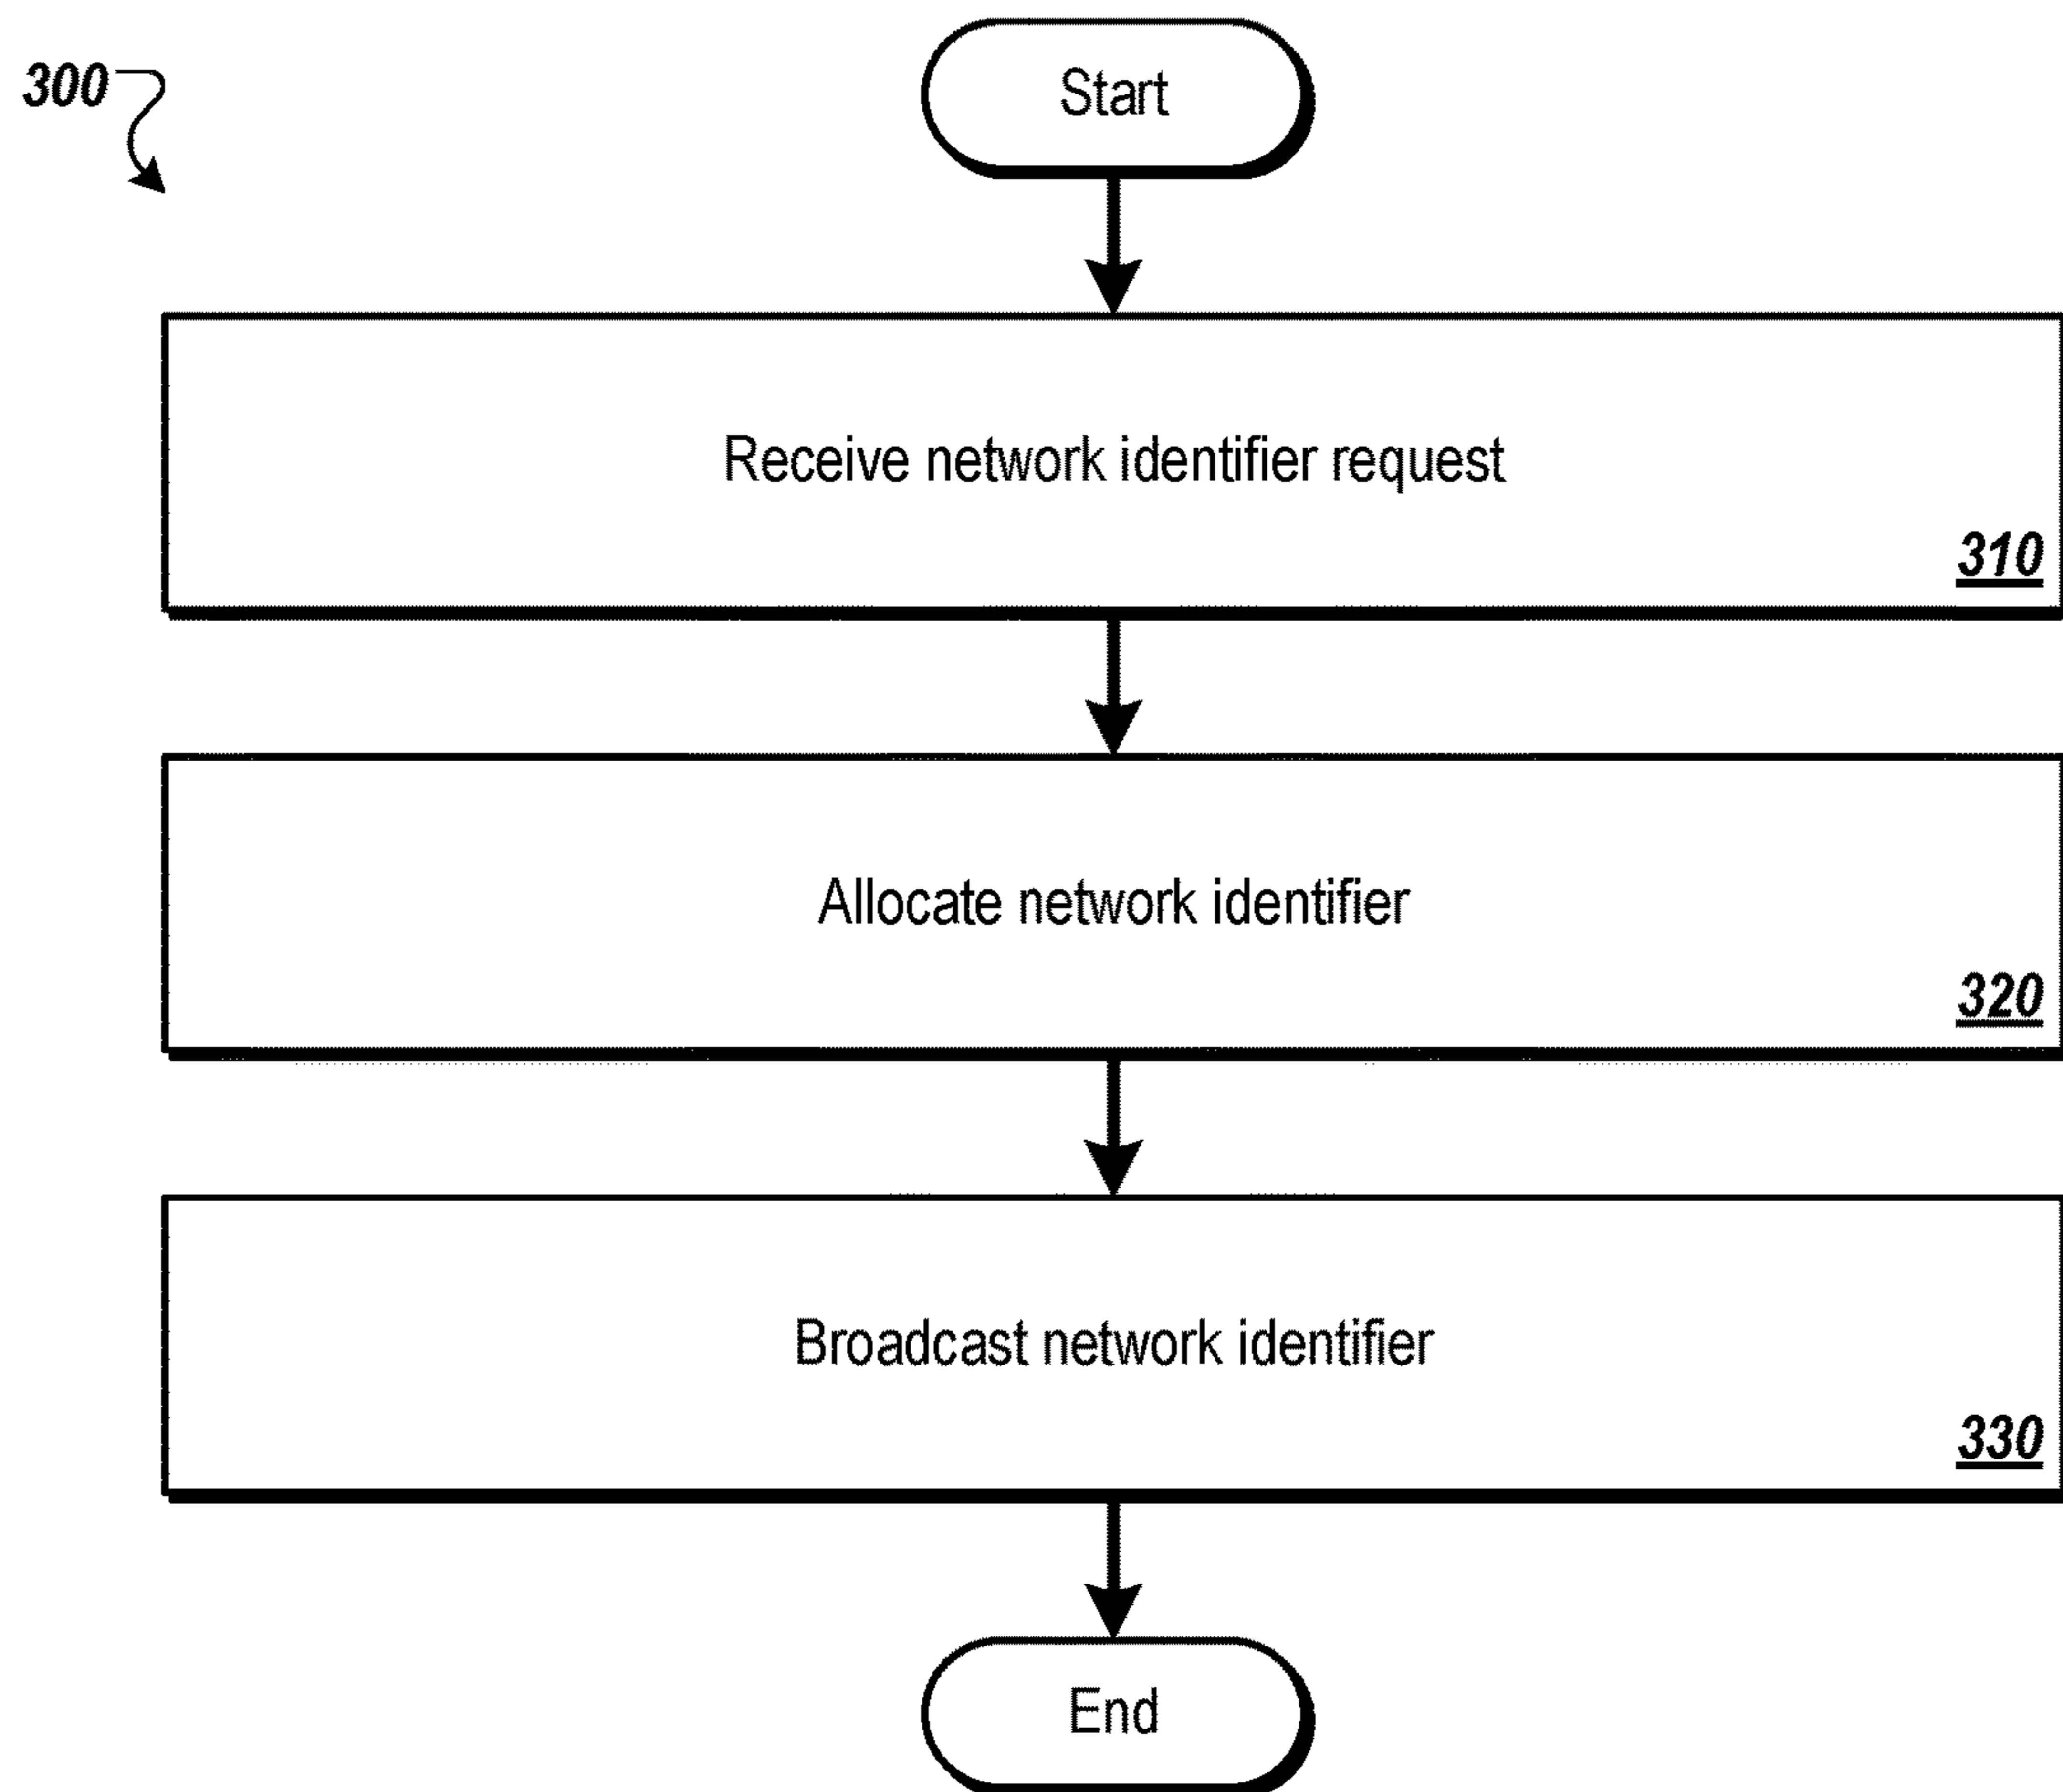 300
Start
Receive network identifier request
310
Allocate network identifier
320
Broadcast network identifier
330
End